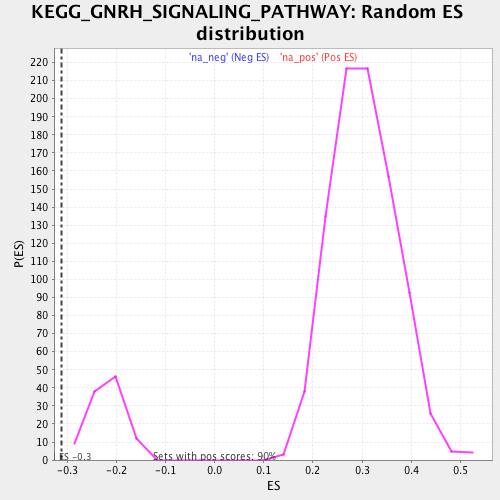 KEGG_GNRH_SIGNALING_PATHWAY: Random ES
distribution
'na_neg' (Neg ES) 'na_pos' (Pos ES)
220
210
200
190
180
170
160
150
140
130
120
110
100
90
80
70
60
50
40
30
20
10
0
P(ES)
ES -0.3
Sets with pos scores: 90%
-0.3 -0.2 -0.1 0.0 0.1 0.2 0.3 0.4 0.5
ES